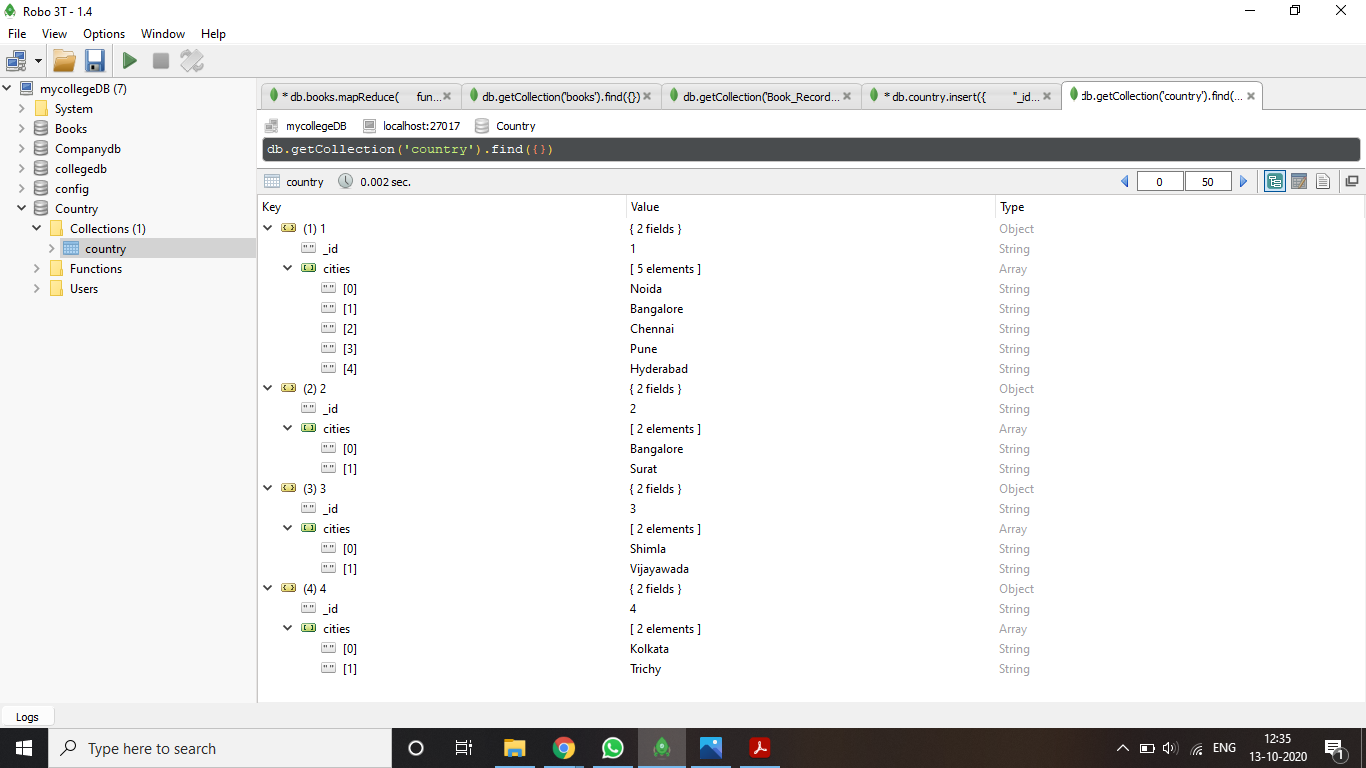 Robo 3T - 1.4
File View Options Window Help
mycollegeDB (7)
System
Books
Companydb
collegedb
config
Country
Collections (1)
country
Functions
Users
* db.books.mapReduce( fun... db.getCollection('books').find({}) db.getCollection('Book_Record... * db.country.insert({ "_id... db.getCollection('country').find(...
mycollegeDB localhost:27017 Country
db.getCollection('country').find({})
country 0.002 sec. 0 50
Key Value Type
(1) 1 { 2 fields } Object
_id 1 String
cities [ 5 elements ] Array
[0] Noida String
[1] Bangalore String
[2] Chennai String
[3] Pune String
[4] Hyderabad String
(2) 2 { 2 fields } Object
_id 2 String
cities [ 2 elements ] Array
[0] Bangalore String
[1] Surat String
(3) 3 { 2 fields } Object
_id 3 String
cities [ 2 elements ] Array
[0] Shimla String
[1] Vijayawada String
(4) 4 { 2 fields } Object
_id 4 String
cities [ 2 elements ] Array
[0] Kolkata String
[1] Trichy String
Logs
Type here to search
ENG
12:35
13-10-2020
1